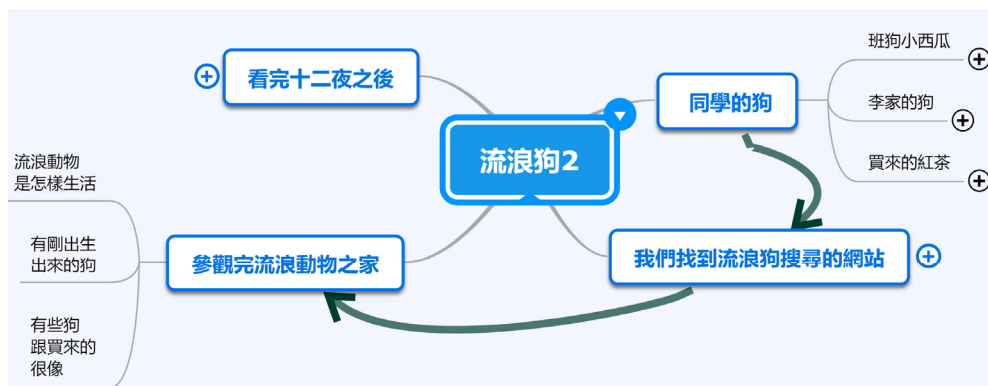 看完十二夜之後
流浪狗2
同學的狗
班狗小西瓜
李家的狗
買來的紅茶
我們找到流浪狗搜尋的網站
參觀完流浪動物之家
流浪動物
是怎樣生活
有剛出生
出來的狗
有些狗
跟買來的
很像